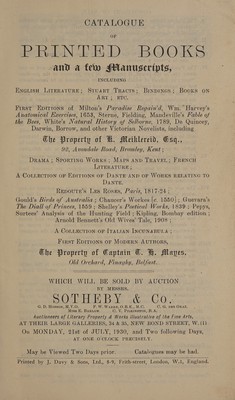 CATALOGUE
OF
PRINTED BOOKS
and a few Manuscripts,
INCLUDING
ENGLISH LITERATURE; STUART TRACTS; BINDINGS; BOOKS ON
ART; ETC.
FIRST EDITIONS of Milton's Paradise Regain'd, Wm. Harvey's
Anatomical Exercises, 1653, Sterne, Fielding, Mandeville's Fable of
the Bees, White's Natural History of Selborne, 1789, De Quincey,
Darwin, Borrow, and other Victorian Novelists, including
The Property of H. Meiklereid, Esq.,
92, Avondale Road, Bromley, Kent;
DRAMA; SPORTING WORKS; MAPS AND TRAVEL; FRENCH
LITERATURE;
A COLLECTION OF EDITIONS OF DANTE AND OF WORKS RELATING TO
DANTE.
REDOUTE'S LES ROSES, PARIS, 1817-24;
Gould's Birds of Australia; Chaucer's Workes [c. 1550]; Guevara's
The Diall of Princes, 1559; Shelley's Poetical Works, 1839; Pepys,
Surtees' Analysis of the Hunting Field; Kipling, Bombay edition;
Arnold Bennett's Old Wives' Tale, 1908;
A COLLECTION OF ITALIAN INCUNABULA;
FIRST EDITIONS OF MODERN AUTHORS,
The Property of Captain T. H. Mayes,
Old Orchard, Finaghy, Belfast.
WHICH WILL BE SOLD BY AUCTION
BY MESSRS.
SOTHEBY & Co.
Auctioneers of Literary Property & Works illustrative of the Fine Arts,
AT THEIR LARGE GALLERIES, 34 & 35, NEW BOND STREET, W.(1)
ON MONDAY, 21st of JULY, 1930, and Two following Days,
AT ONE O'CLOCK PRECISELY.
May be Viewed Two Days prior. Catalogues may be had.
Printed by J. Davy & Sons, Ltd., 8-9, Frith-street, London, W.1, England.